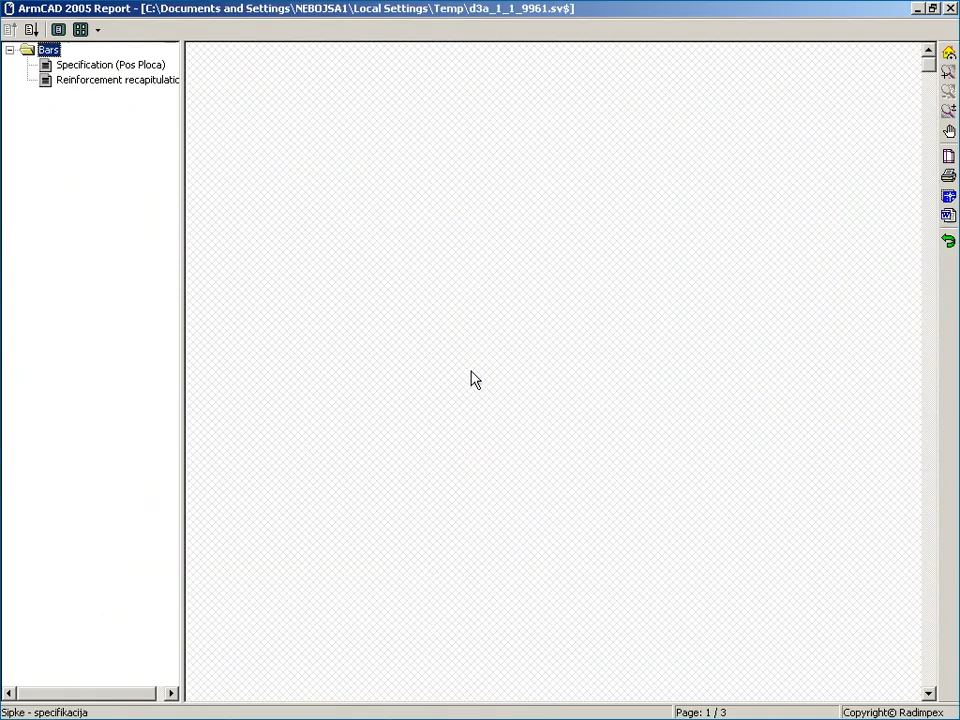 ArmCAD 2005 Report - [C:\Documents and Settings\NEBOJSA1\Local Settings\Temp\d3a_1_1_9961.sv$]
Bars
Specification (Pos Ploca)
Reinforcement recapitulatic
Sipke - specifikacija
Page: 1 / 3
Copyright© Radimpex